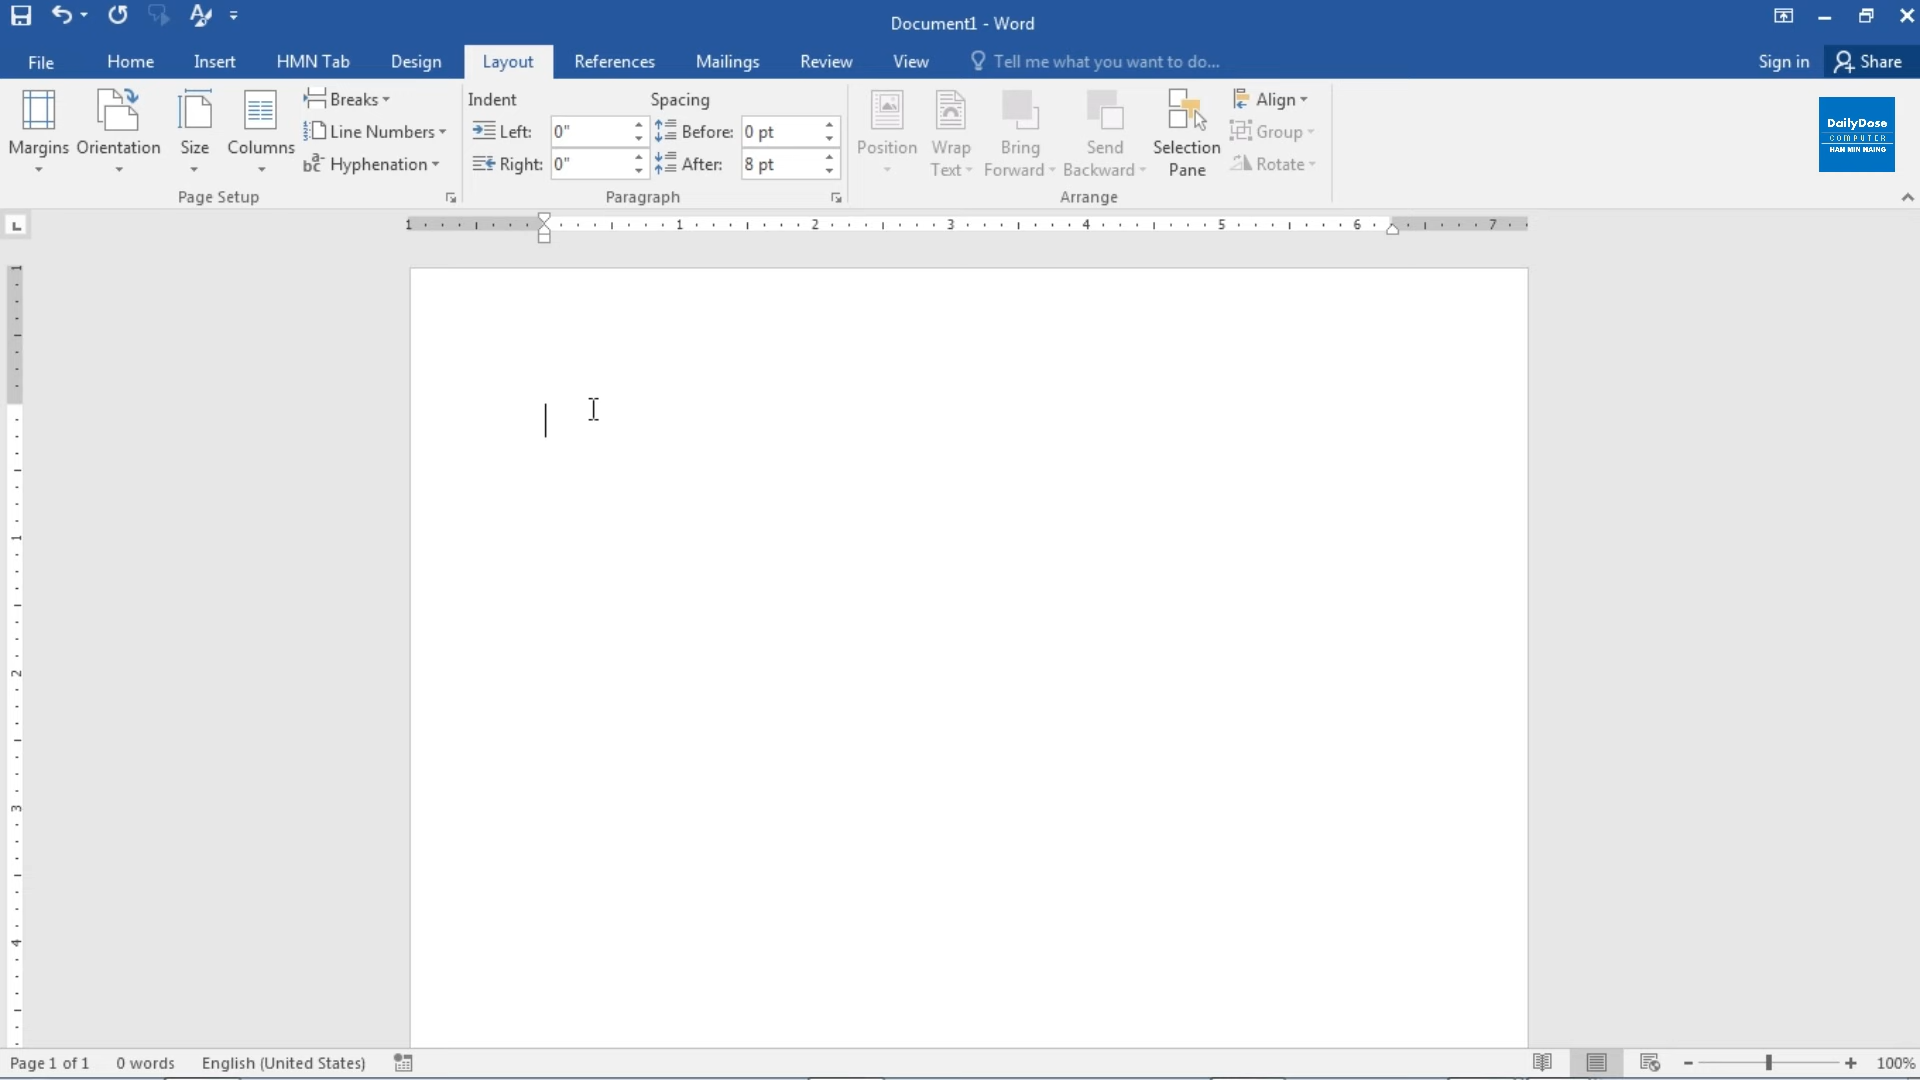 Document1 - Word
File Home Insert HMN Tab Design Layout References Mailings Review View Tell me what you want to do... Sign in Share
Margins Orientation Size Columns
Breaks
Line Numbers
Hyphenation
Page Setup
Indent Spacing
Left: 0" Before: 0 pt
Right: 0" After: 8 pt
Paragraph
Position Wrap Text Bring Forward Send Backward Selection Pane
Align
Group
Rotate
Arrange
DailyDose
COMPUTER
HAN MIN NAING
L
1 1 2 3 4 5 6 7
1
1
2
3
4
Page 1 of 1 0 words English (United States) 100%